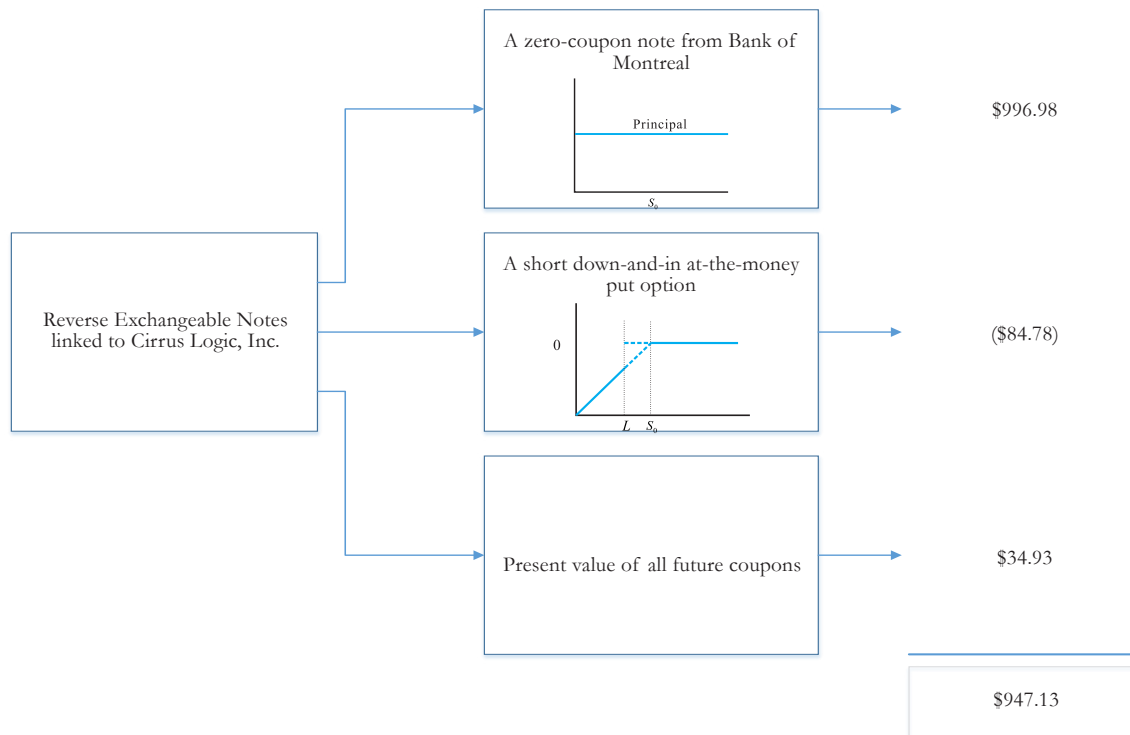 A zero-coupon note from Bank of
Montreal
Principal
S₀
$996.98
Reverse Exchangeable Notes
linked to Cirrus Logic, Inc.
A short down-and-in at-the-money
put option
0
L
S₀
($84.78)
Present value of all future coupons
$34.93
$947.13